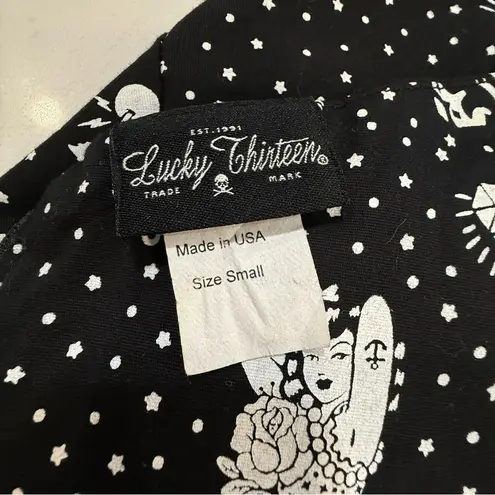 EST. 1991
Lucky Thirteen®
TRADE MARK
Made in USA
Size Small